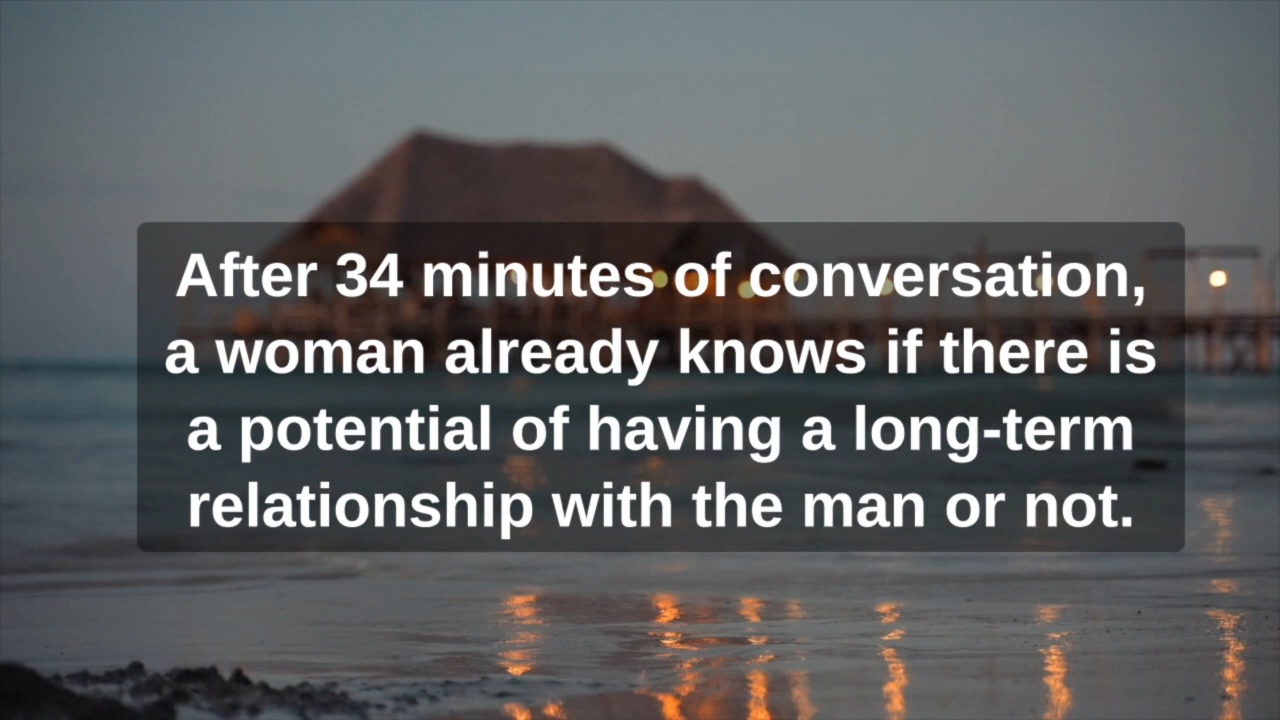 After 34 minutes of conversation,
a woman already knows if there is
a potential of having a long-term
relationship with the man or not.